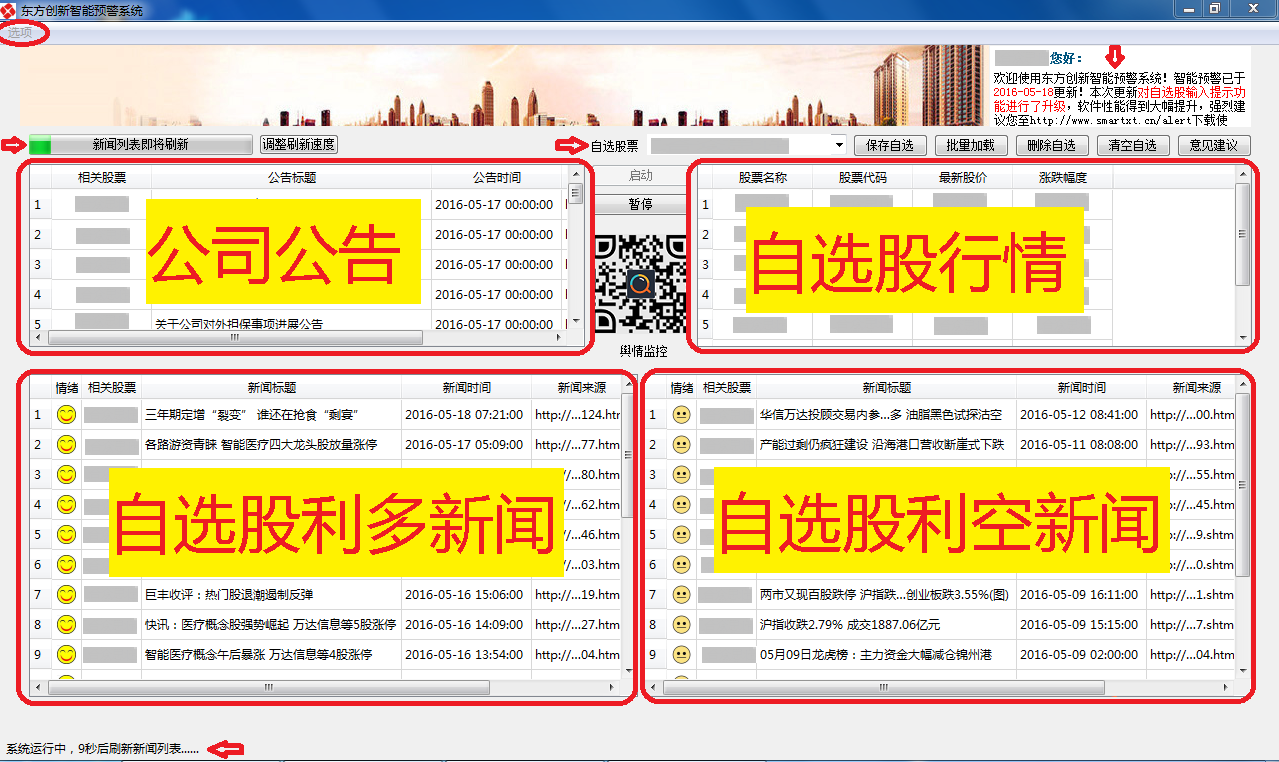 东方创新智能预警系统
选项
您好：
欢迎使用东方创新智能预警系统！智能预警已于
2016-05-18更新！本次更新对自选股输入提示功
能进行了升级，软件性能得到大幅提升，强烈建
议您至http://www.smartxt.cn/alert下载使
新闻列表即将刷新 调整刷新速度 自选股票 保存自选 批量加载 删除自选 清空自选 意见建议
相关股票 公告标题 公告时间
1 2016-05-17 00:00:00
2 2016-05-17 00:00:00
3 2016-05-17 00:00:00
4 2016-05-17 00:00:00
5 关于公司对外担保事项进展公告 2016-05-17 00:00:00
公司公告
启动
暂停
舆情监控
股票名称 股票代码 最新股价 涨跌幅度
1
2
3
4
5
自选股行情
情绪 相关股票 新闻标题 新闻时间 新闻来源
1 三年期定增“裂变” 谁还在抢食“剩宴” 2016-05-18 07:21:00 http://...124.htr
2 各路游资青睐 智能医疗四大龙头股放量涨停 2016-05-17 05:09:00 http://...77.htm
3 //...80.htm
4 //...62.htm
5 //...46.htm
6 //...03.htm
7 巨丰收评：热门股退潮遏制反弹 2016-05-16 15:06:00 http://...19.htm
8 快讯：医疗概念股强势崛起 万达信息等5股涨停 2016-05-16 14:09:00 http://...27.htm
9 智能医疗概念午后暴涨 万达信息等4股涨停 2016-05-16 13:54:00 http://...04.htm
自选股利多新闻
情绪 相关股票 新闻标题 新闻时间 新闻来源
1 华信万达投顾交易内参...多 油脂黑色试探沽空 2016-05-12 08:41:00 http://...00.htm
2 产能过剩仍疯狂建设 沿海港口营收断崖式下跌 2016-05-11 08:08:00 http://...93.htm
3 p://...55.htm
4 p://...45.htm
5 p://...9.shtm
6 p://...0.shtm
7 两市又现百股跌停 沪指跌...创业板跌3.55%(图) 2016-05-09 16:11:00 http://...1.shtm
8 沪指收跌2.79% 成交1887.06亿元 2016-05-09 15:15:00 http://...7.shtm
9 05月09日龙虎榜：主力资金大幅减仓锦州港 2016-05-09 02:00:00 http://...04.htm
自选股利空新闻
系统运行中，9秒后刷新新闻列表......